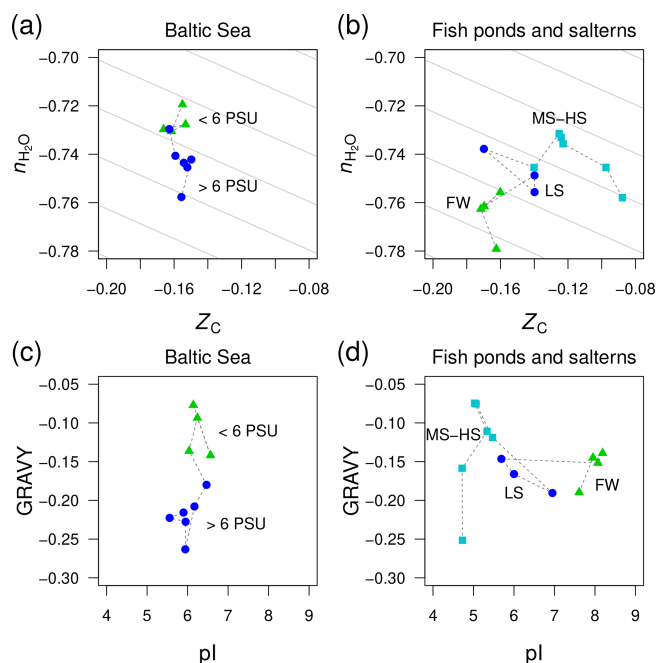 (a)
Baltic Sea
−0.70
−0.72
−0.74
−0.76
−0.78
nH2O
< 6 PSU
> 6 PSU
−0.20
−0.16
−0.12
−0.08
ZC
(b)
Fish ponds and salterns
−0.70
−0.72
−0.74
−0.76
−0.78
nH2O
MS−HS
LS
FW
−0.20
−0.16
−0.12
−0.08
ZC
(c)
Baltic Sea
−0.05
−0.10
−0.15
−0.20
−0.25
−0.30
GRAVY
< 6 PSU
> 6 PSU
4 5 6 7 8 9
pI
(d)
Fish ponds and salterns
−0.05
−0.10
−0.15
−0.20
−0.25
−0.30
GRAVY
MS−HS
LS
FW
4 5 6 7 8 9
pI